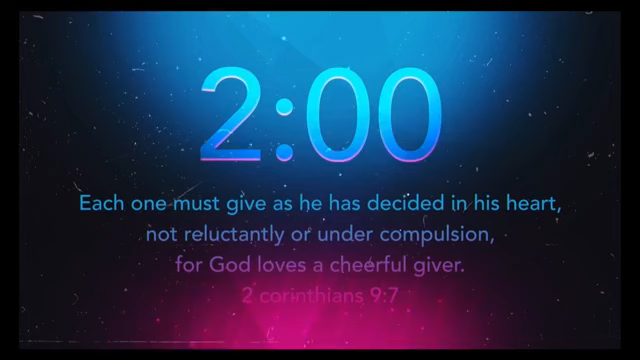 2:00
Each one must give as he has decided in his heart,
not reluctantly or under compulsion,
for God loves a cheerful giver.
2 corinthians 9:7